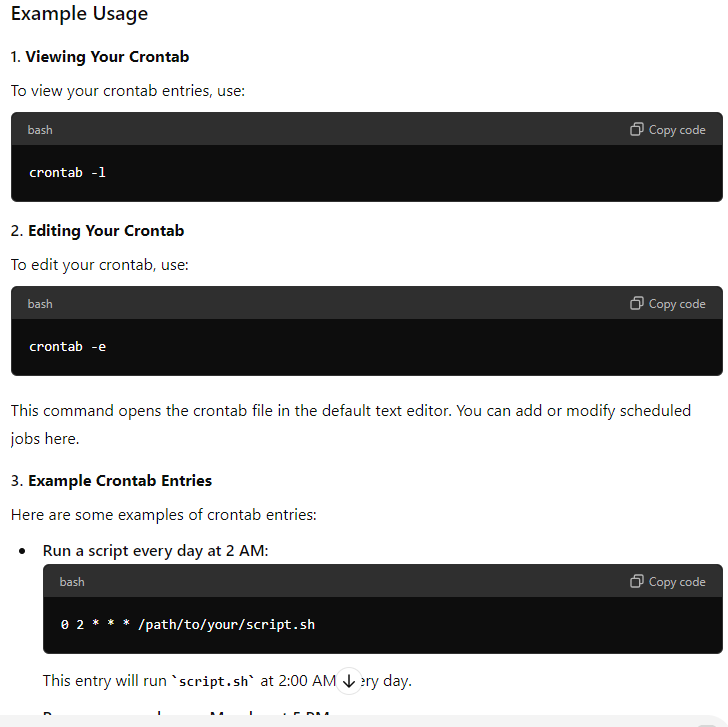 Example Usage
1. Viewing Your Crontab
To view your crontab entries, use:
bash Copy code
crontab -l
2. Editing Your Crontab
To edit your crontab, use:
bash Copy code
crontab -e
This command opens the crontab file in the default text editor. You can add or modify scheduled
jobs here.
3. Example Crontab Entries
Here are some examples of crontab entries:
• Run a script every day at 2 AM:
bash Copy code
0 2 * * * /path/to/your/script.sh
This entry will run `script.sh` at 2:00 AM day.